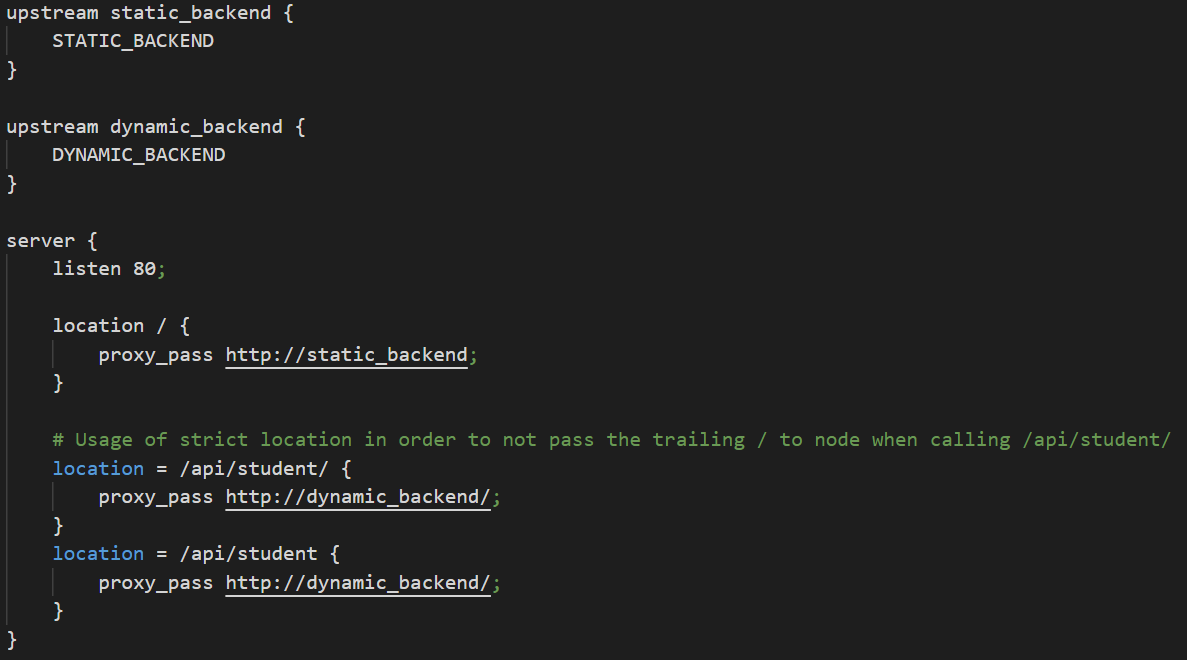 upstream static_backend {
    STATIC_BACKEND
}

upstream dynamic_backend {
    DYNAMIC_BACKEND
}

server {
    listen 80;

    location / {
        proxy_pass http://static_backend;
    }

    # Usage of strict location in order to not pass the trailing / to node when calling /api/student/
    location = /api/student/ {
        proxy_pass http://dynamic_backend/;
    }
    location = /api/student {
        proxy_pass http://dynamic_backend/;
    }
}